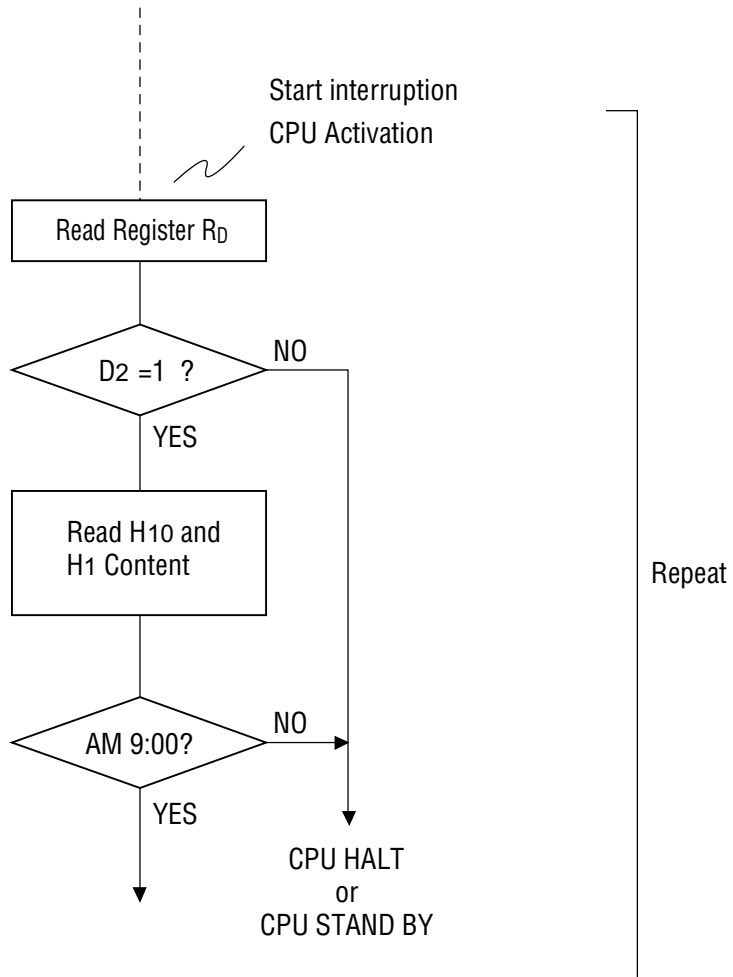 Start interruption
CPU Activation
Read Register RD
D2 =1 ?
NO
YES
Read H10 and
H1 Content
Repeat
AM 9:00?
NO
YES
CPU HALT
or
CPU STAND BY